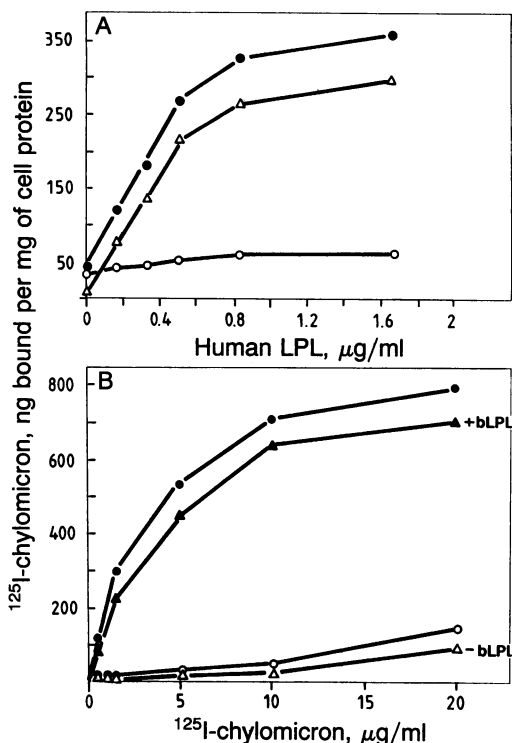 A
350
250
150
50
0
0.4
0.8
1.2
1.6
2
Human LPL, µg/ml
¹²⁵I-chylomicron, ng bound per mg of cell protein
B
800
600
400
200
0
5
10
15
20
+bLPL
-bLPL
¹²⁵I-chylomicron, µg/ml